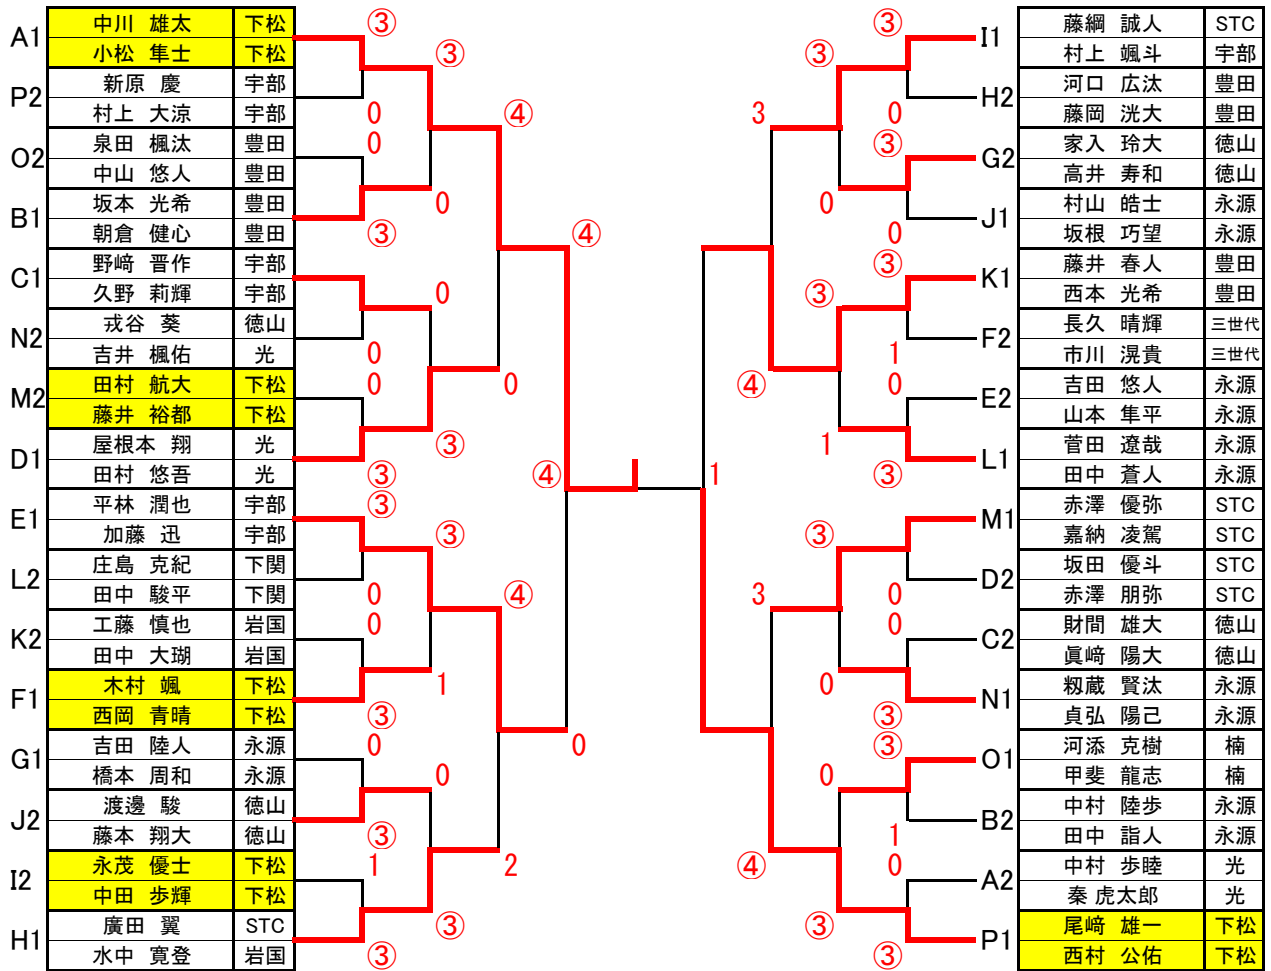 A1 中川 雄太 下松 ③
小松 隼士 下松 ③
P2 新原 慶 宇部
村上 大涼 宇部 0 ④
O2 泉田 楓汰 豊田 0
中山 悠人 豊田
B1 坂本 光希 豊田 0
朝倉 健心 豊田 ③ ④
C1 野﨑 晋作 宇部
久野 莉輝 宇部 0
N2 戎谷 葵 徳山
吉井 楓佑 光 0
M2 田村 航大 下松 0 0
藤井 裕都 下松
D1 屋根本 翔 光 ③
田村 悠吾 光 ③ ④
E1 平林 潤也 宇部 ③
加藤 迅 宇部 ③
L2 庄島 克紀 下関
田中 駿平 下関 0 ④
K2 工藤 慎也 岩国 0
田中 大瑚 岩国
F1 木村 颯 下松 1
西岡 青晴 下松 ③
G1 吉田 陸人 永源 0 0
橋本 周和 永源 0
J2 渡邊 駿 徳山
藤本 翔大 徳山 ③
I2 永茂 優士 下松 1 2
中田 歩輝 下松
H1 廣田 翼 STC ③
水中 寛登 岩国 ③
③ I1 藤綱 誠人 STC
③ 村上 颯斗 宇部
H2 河口 広汰 豊田
3 0 藤岡 洸大 豊田
③ G2 家入 玲大 徳山
高井 寿和 徳山
0 J1 村山 皓士 永源
0 坂根 巧望 永源
③ K1 藤井 春人 豊田
③ 西本 光希 豊田
F2 長久 晴輝 三世代
1 市川 滉貴 三世代
④ 0 E2 吉田 悠人 永源
山本 隼平 永源
1 L1 菅田 遼哉 永源
1 ③ 田中 蒼人 永源
M1 赤澤 優弥 STC
③ 嘉納 凌駕 STC
D2 坂田 優斗 STC
3 0 赤澤 朋弥 STC
0 C2 財間 雄大 徳山
眞﨑 陽大 徳山
0 N1 籾蔵 賢汰 永源
③ 貞弘 陽己 永源
③ O1 河添 克樹 楠
0 甲斐 龍志 楠
B2 中村 陸歩 永源
1 田中 詣人 永源
④ 0 A2 中村 歩睦 光
秦 虎太郎 光
③ P1 尾﨑 雄一 下松
③ 西村 公佑 下松